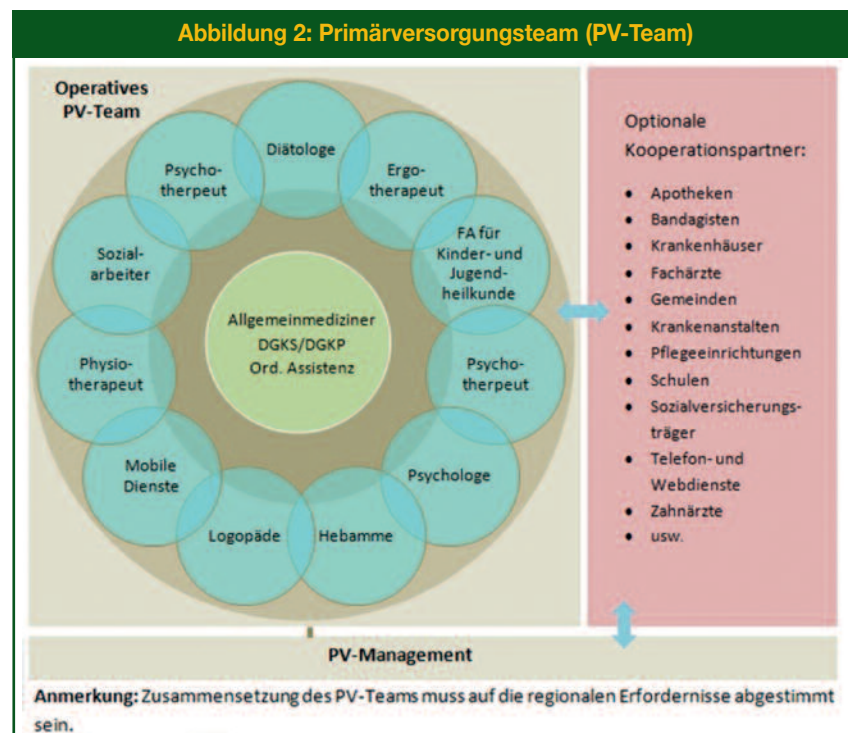 Abbildung 2: Primärversorgungsteam (PV-Team)
Operatives
PV-Team
Diätologe
Ergo-
therapeut
FA für
Kinder- und
Jugend-
heilkunde
Psycho-
therpeut
Psychologe
Hebamme
Logopäde
Mobile
Dienste
Physio-
therapeut
Sozial-
arbeiter
Psycho-
therpeut
Allgemeinmediziner
DGKS/DGKP
Ord. Assistenz
Optionale
Kooperationspartner:
• Apotheken
• Bandagisten
• Krankenhäuser
• Fachärzte
• Gemeinden
• Krankenanstalten
• Pflegeeinrichtungen
• Schulen
• Sozialversicherungs-
träger
• Telefon- und
Webdienste
• Zahnärzte
• usw.
PV-Management
Anmerkung: Zusammensetzung des PV-Teams muss auf die regionalen Erfordernisse abgestimmt
sein.